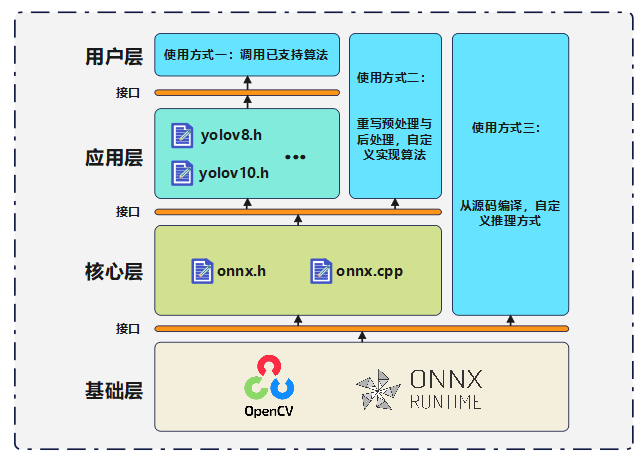 用户层
使用方式一：调用已支持算法
使用方式二：
重写预处理与
后处理，自定
义实现算法
使用方式三：
从源码编译，自定
义推理方式
接口
应用层
yolov8.h
yolov10.h
...
接口
核心层
onnx.h
onnx.cpp
接口
基础层
OpenCV
ONNX
RUNTIME